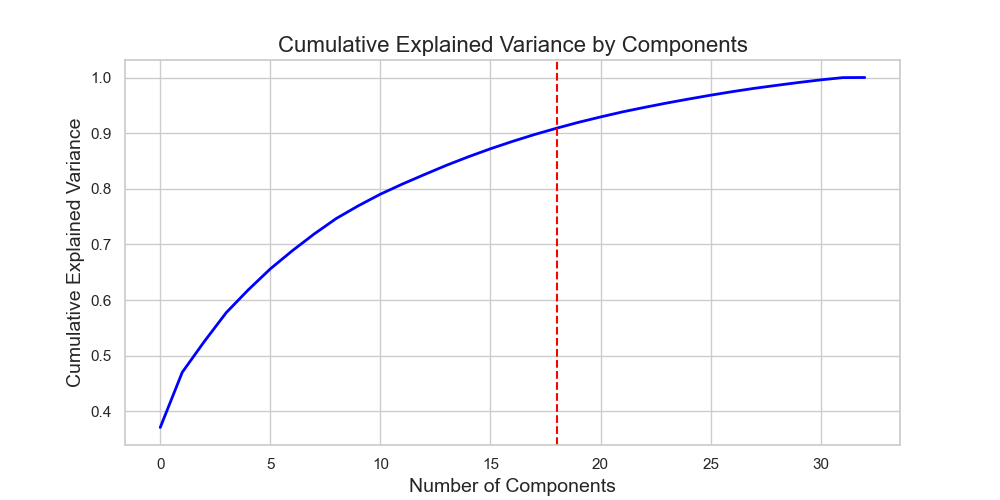 Cumulative Explained Variance by Components
Cumulative Explained Variance
1.0
0.9
0.8
0.7
0.6
0.5
0.4
0 5 10 15 20 25 30
Number of Components